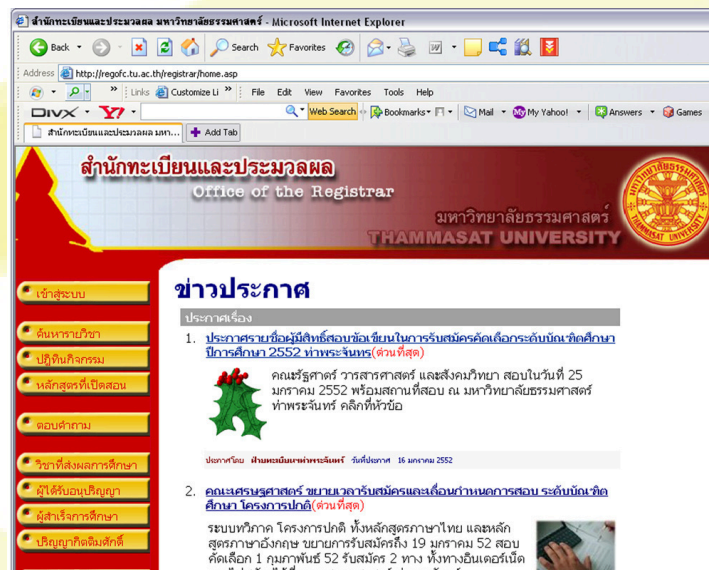 สำนักทะเบียนและประมวลผล มหาวิทยาลัยธรรมศาสตร์ - Microsoft Internet Explorer
Back Search Favorites
Address http://regofc.tu.ac.th/registrar/home.asp
» Links Customize Li » File Edit View Favorites Tools Help
DIVX Y! Web Search Bookmarks Mail My Yahoo! Answers Games
สำนักทะเบียนและประมวลผล มห... Add Tab
สำนักทะเบียนและประมวลผล
Office of the Registrar
มหาวิทยาลัยธรรมศาสตร์
THAMMASAT UNIVERSITY
เข้าสู่ระบบ
ค้นหารายวิชา
ปฏิทินกิจกรรม
หลักสูตรที่เปิดสอน
ตอบคำถาม
วิชาที่ส่งผลการศึกษา
ผู้ได้รับอนุปริญญา
ผู้สำเร็จการศึกษา
ปริญญากิตติมศักดิ์
ข่าวประกาศ
ประกาศเรื่อง
1. ประกาศรายชื่อผู้มีสิทธิ์สอบข้อเขียนในการรับสมัครคัดเลือกระดับบัณฑิตศึกษา
ปีการศึกษา 2552 ท่าพระจันทร์(ด่วนที่สุด)
คณะรัฐศาตร์ วารสารศาสตร์ และสังคมวิทยา สอบในวันที่ 25
มกราคม 2552 พร้อมสถานที่สอบ ณ มหาวิทยาลัยธรรมศาสตร์
ท่าพระจันทร์ คลิกที่หัวข้อ
ประกาศโดย ฝ่ายทะเบียนฯท่าพระจันทร์ วันที่ประกาศ 16 มกราคม 2552
2. คณะเศรษฐศาสตร์ ขยายเวลารับสมัครและเลื่อนกำหนดการสอบ ระดับบัณฑิต
ศึกษา โครงการปกติ(ด่วนที่สุด)
ระบบทวิภาค โครงการปกติ ทั้งหลักสูตรภาษาไทย และหลัก
สูตรภาษาอังกฤษ ขยายการรับสมัครถึง 19 มกราคม 52 สอบ
คัดเลือก 1 กุมภาพันธ์ 52 รับสมัคร 2 ทาง ทั้งทางอินเตอร์เน็ต